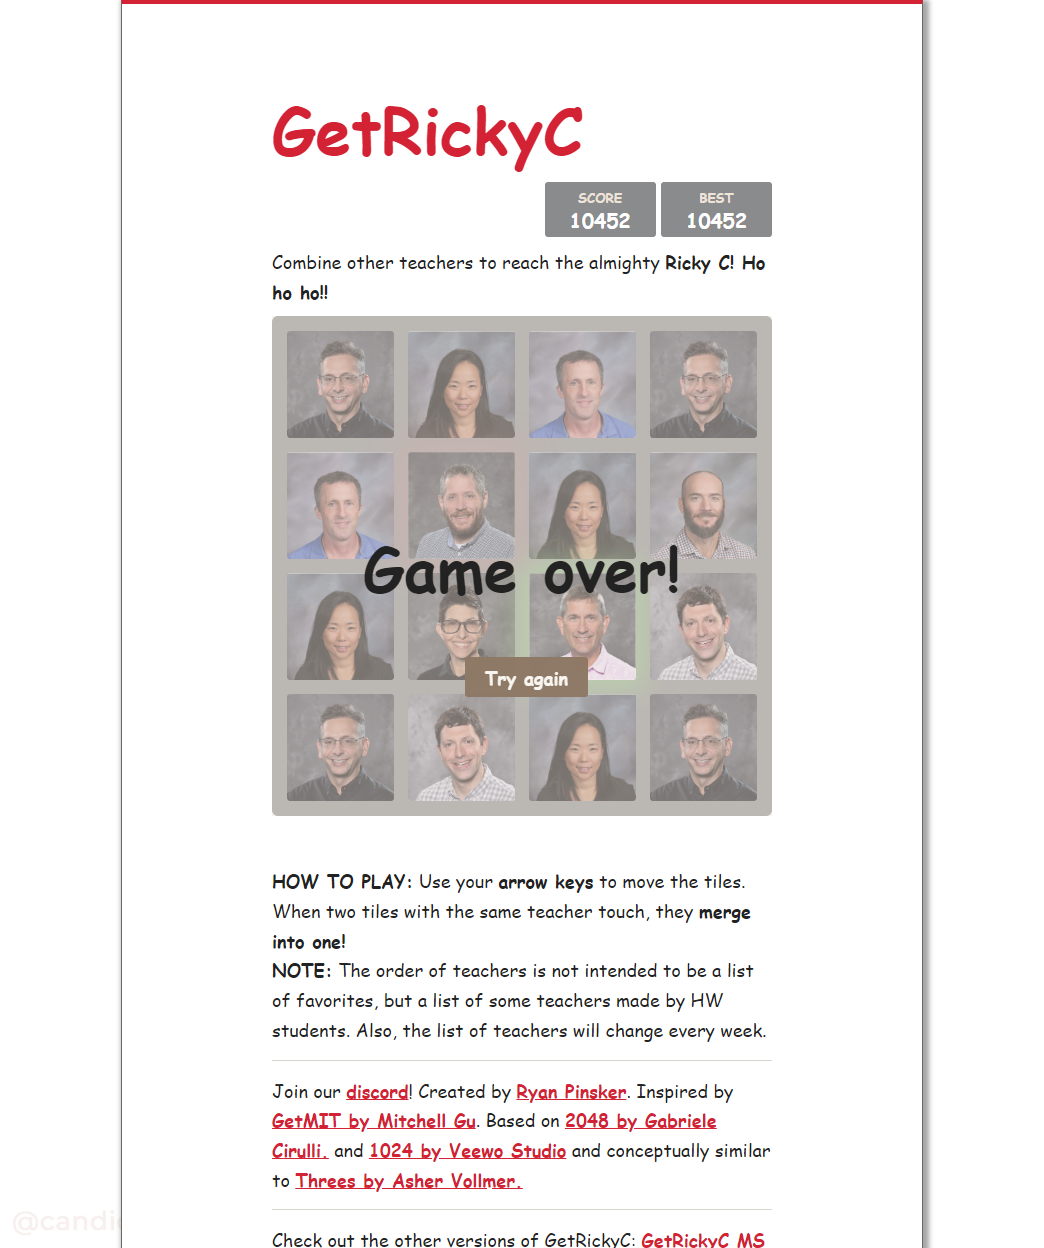 GetRickyC
SCORE BEST
10452 10452
Combine other teachers to reach the almighty Ricky C! Ho
ho ho!!
Game over!
Try again
HOW TO PLAY: Use your arrow keys to move the tiles.
When two tiles with the same teacher touch, they merge
into one!
NOTE: The order of teachers is not intended to be a list
of favorites, but a list of some teachers made by HW
students. Also, the list of teachers will change every week.
Join our discord! Created by Ryan Pinsker. Inspired by
GetMIT by Mitchell Gu. Based on 2048 by Gabriele
Cirulli. and 1024 by Veewo Studio and conceptually similar
to Threes by Asher Vollmer.
Check out the other versions of GetRickyC: GetRickyC MS